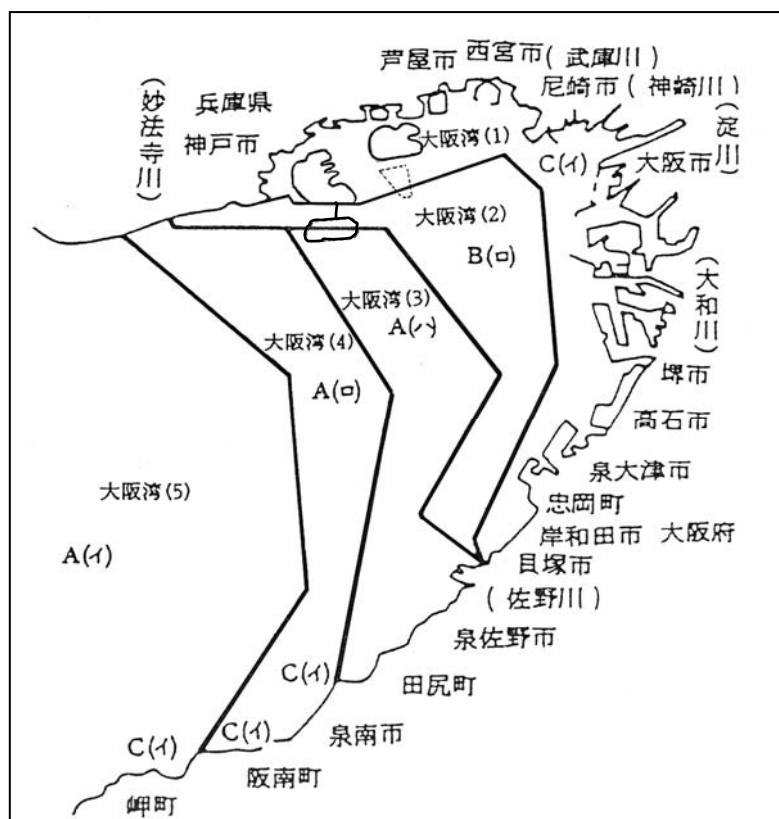 芦屋市
西宮市
(武庫川)
尼崎市
(神崎川)
(淀川)
(妙法寺川)
兵庫県
神戸市
大阪湾(1)
C(イ)
大阪市
大阪湾(2)
B(ロ)
(大和川)
大阪湾(3)
A(ハ)
大阪湾(4)
A(ロ)
堺市
高石市
泉大津市
大阪湾(5)
忠岡町
岸和田市
大阪府
A(イ)
貝塚市
(佐野川)
泉佐野市
C(イ)
田尻町
C(イ)
泉南市
C(イ)
阪南町
岬町